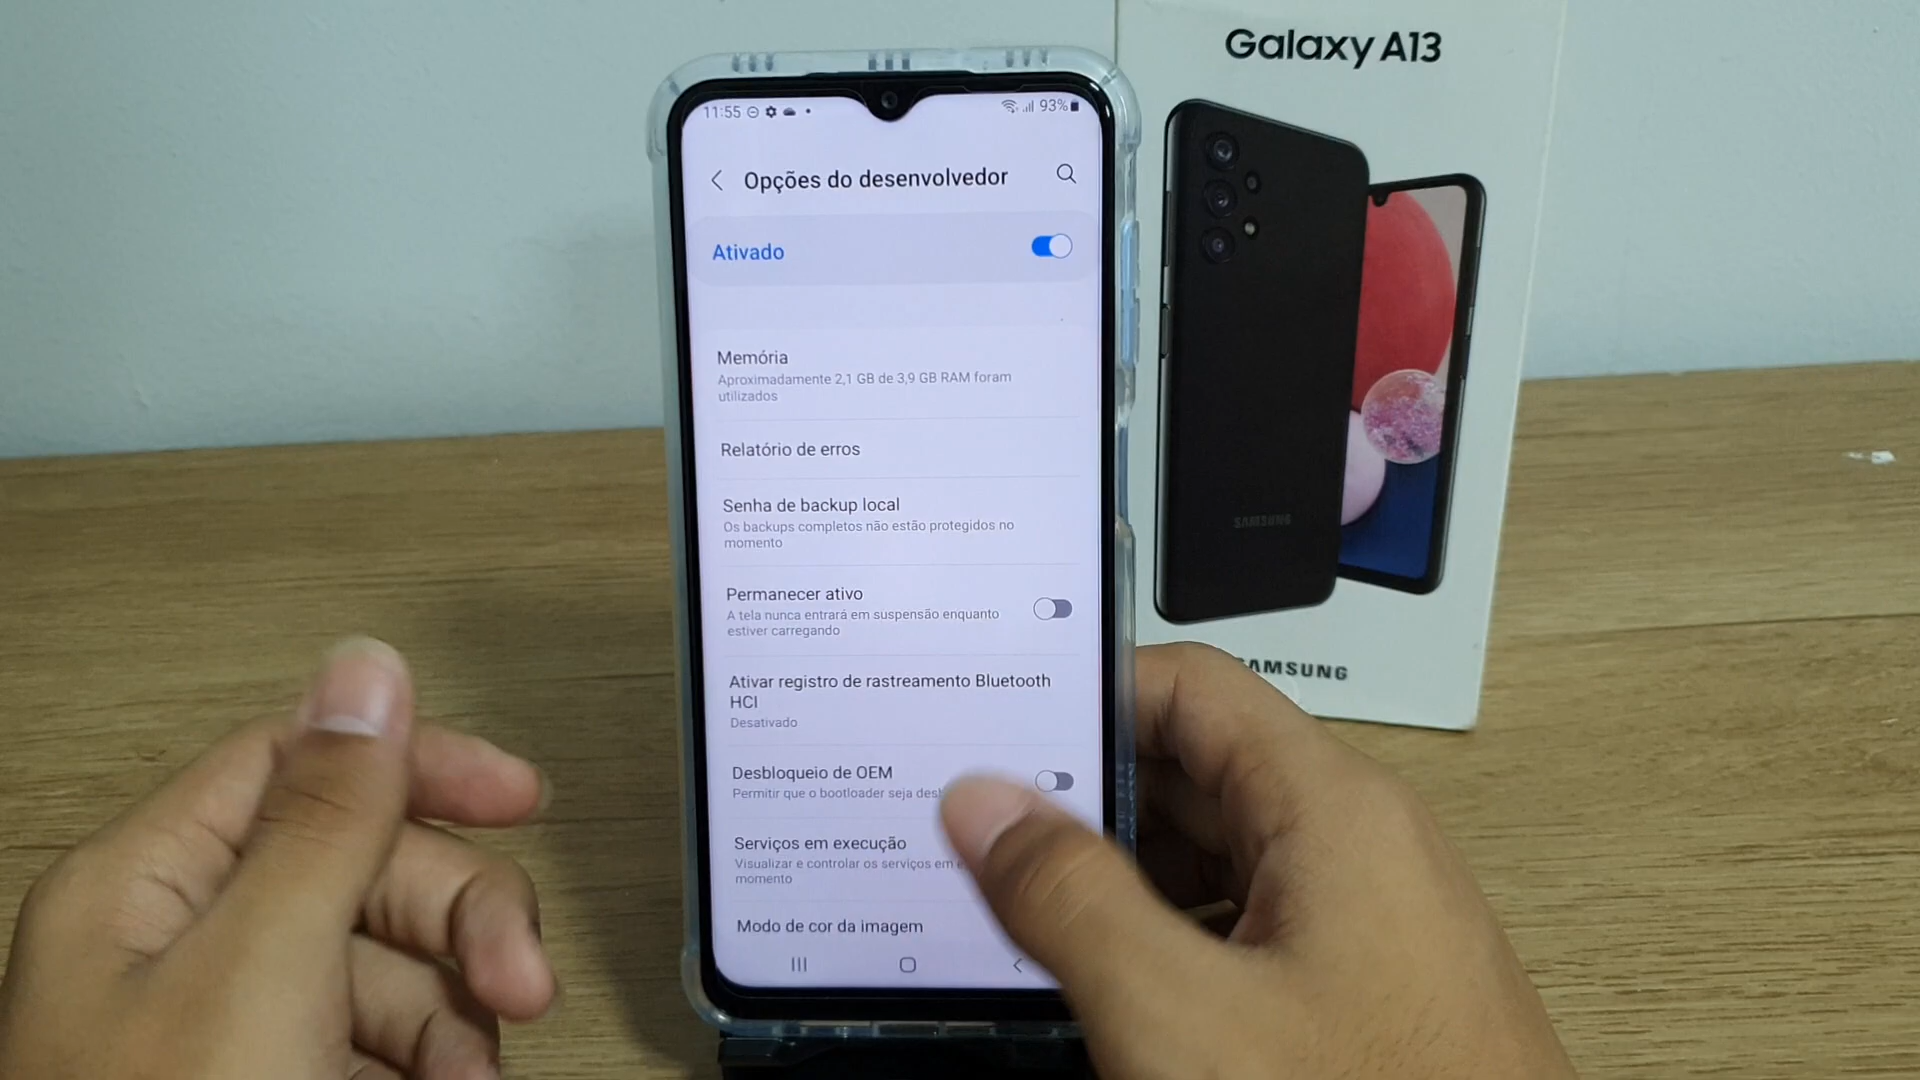 Galaxy A13
11:55
93%
Opções do desenvolvedor
Ativado
Memória
Aproximadamente 2,1 GB de 3,9 GB RAM foram
utilizados
Relatório de erros
Senha de backup local
Os backups completos não estão protegidos no
momento
Permanecer ativo
A tela nunca entrará em suspensão enquanto
estiver carregando
Ativar registro de rastreamento Bluetooth
HCI
Desativado
Desbloqueio de OEM
Permitir que o bootloader seja
Serviços em execução
Visualizar e controlar os serviços em
momento
Modo de cor da imagem
SAMSUNG
SAMSUNG